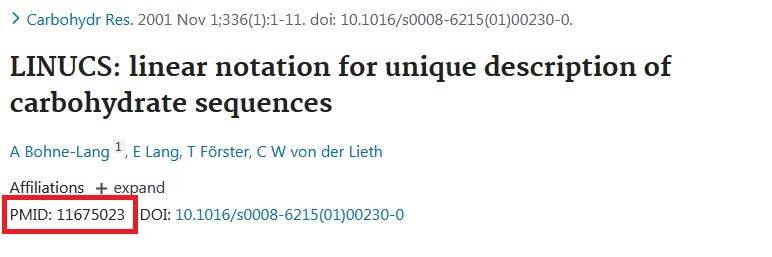 > Carbohydr Res. 2001 Nov 1;336(1):1-11. doi: 10.1016/s0008-6215(01)00230-0.
LINUCS: linear notation for unique description of
carbohydrate sequences
A Bohne-Lang 1, E Lang, T Förster, C W von der Lieth
Affiliations + expand
PMID: 11675023 DOI: 10.1016/s0008-6215(01)00230-0